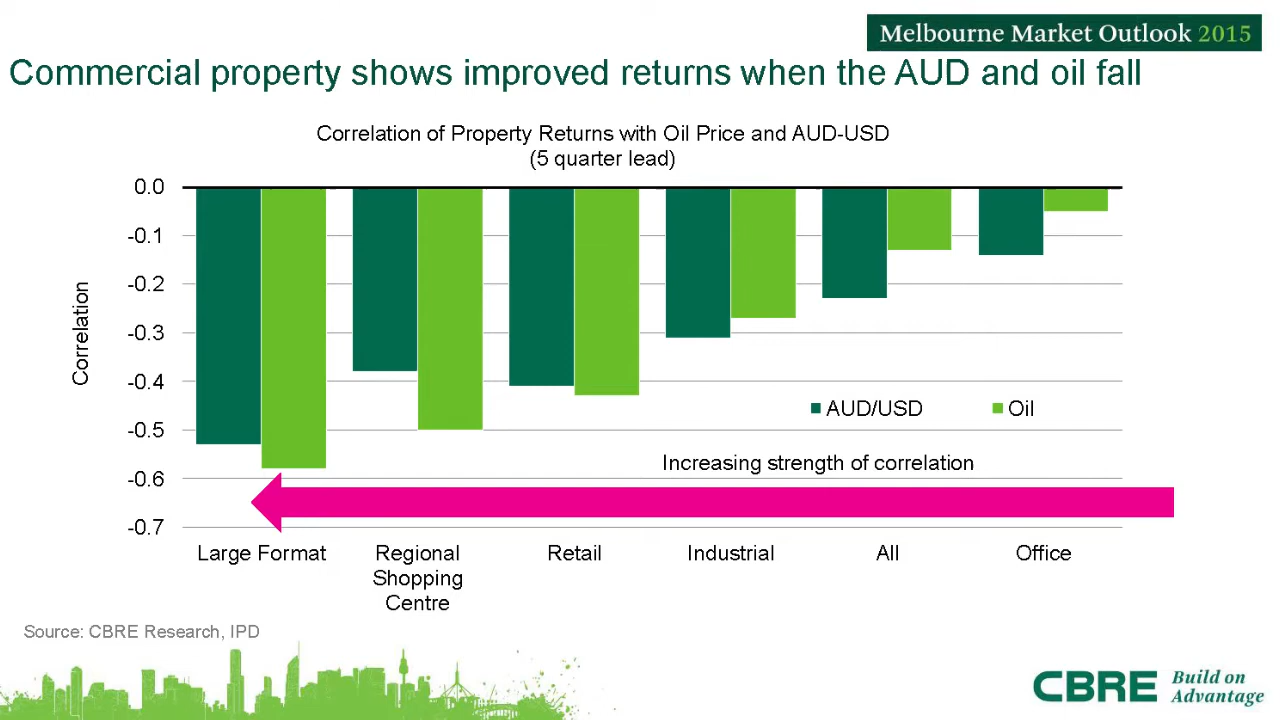 Melbourne Market Outlook 2015
Commercial property shows improved returns when the AUD and oil fall
Correlation of Property Returns with Oil Price and AUD-USD
(5 quarter lead)
Correlation
0.0
-0.1
-0.2
-0.3
-0.4
-0.5
-0.6
-0.7
AUD/USD
Oil
Increasing strength of correlation
Large Format
Regional
Shopping
Centre
Retail
Industrial
All
Office
Source: CBRE Research, IPD
CBRE
Build on
Advantage